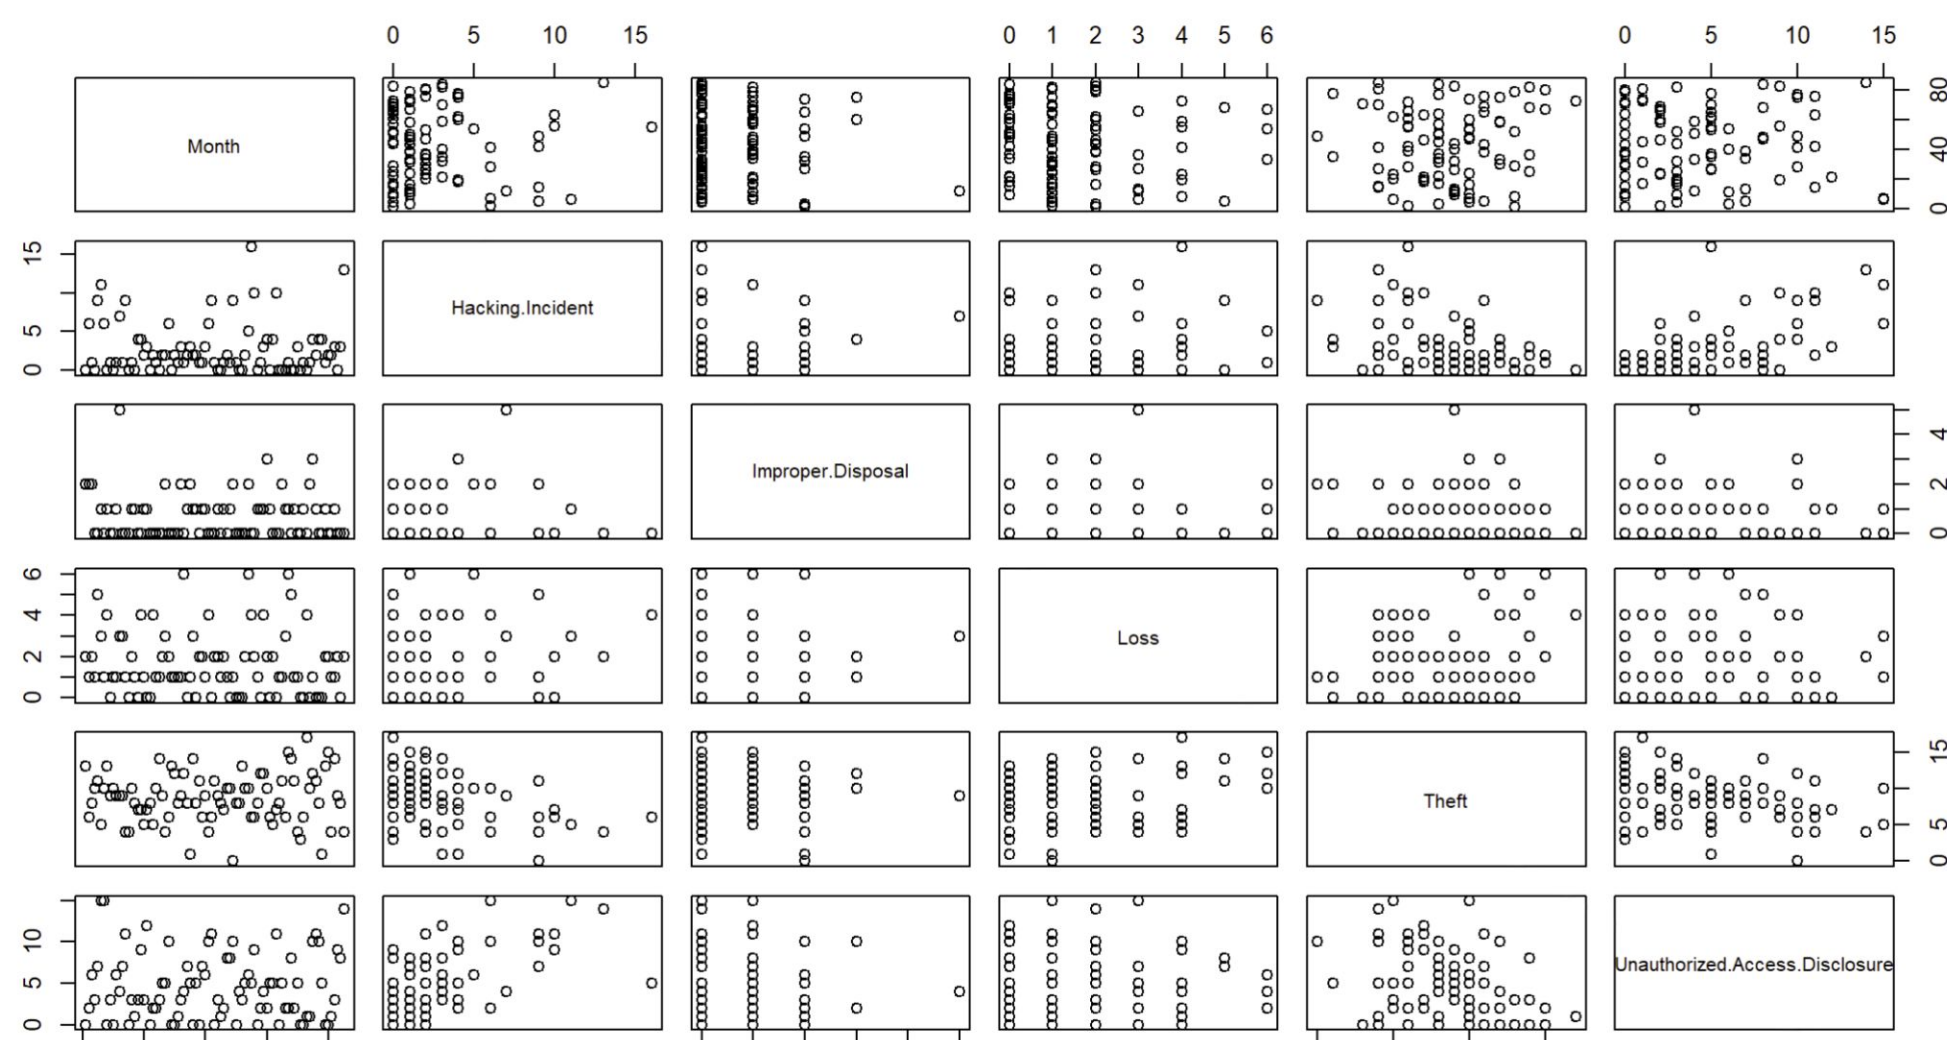 0 5 10 15 0 1 2 3 4 5 6 0 5 10 15
Month
0 40 80
0 5 15
Hacking.Incident
Improper.Disposal
0 2 4
0 2 4 6
Loss
Theft
0 5 15
0 5 10
Unauthorized.Access.Disclosure